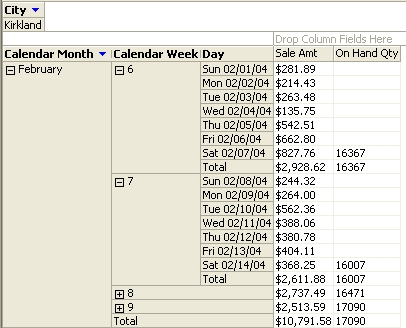 City
Kirkland
Drop Column Fields Here
Calendar Month Calendar Week Day Sale Amt On Hand Qty
February 6 Sun 02/01/04 $281.89
Mon 02/02/04 $214.43
Tue 02/03/04 $263.48
Wed 02/04/04 $135.75
Thu 02/05/04 $542.51
Fri 02/06/04 $662.80
Sat 02/07/04 $827.76 16367
Total $2,928.62 16367
7 Sun 02/08/04 $244.32
Mon 02/09/04 $264.00
Tue 02/10/04 $562.36
Wed 02/11/04 $388.06
Thu 02/12/04 $380.78
Fri 02/13/04 $404.11
Sat 02/14/04 $368.25 16007
Total $2,611.88 16007
8 $2,737.49 16471
9 $2,513.59 17090
Total $10,791.58 17090